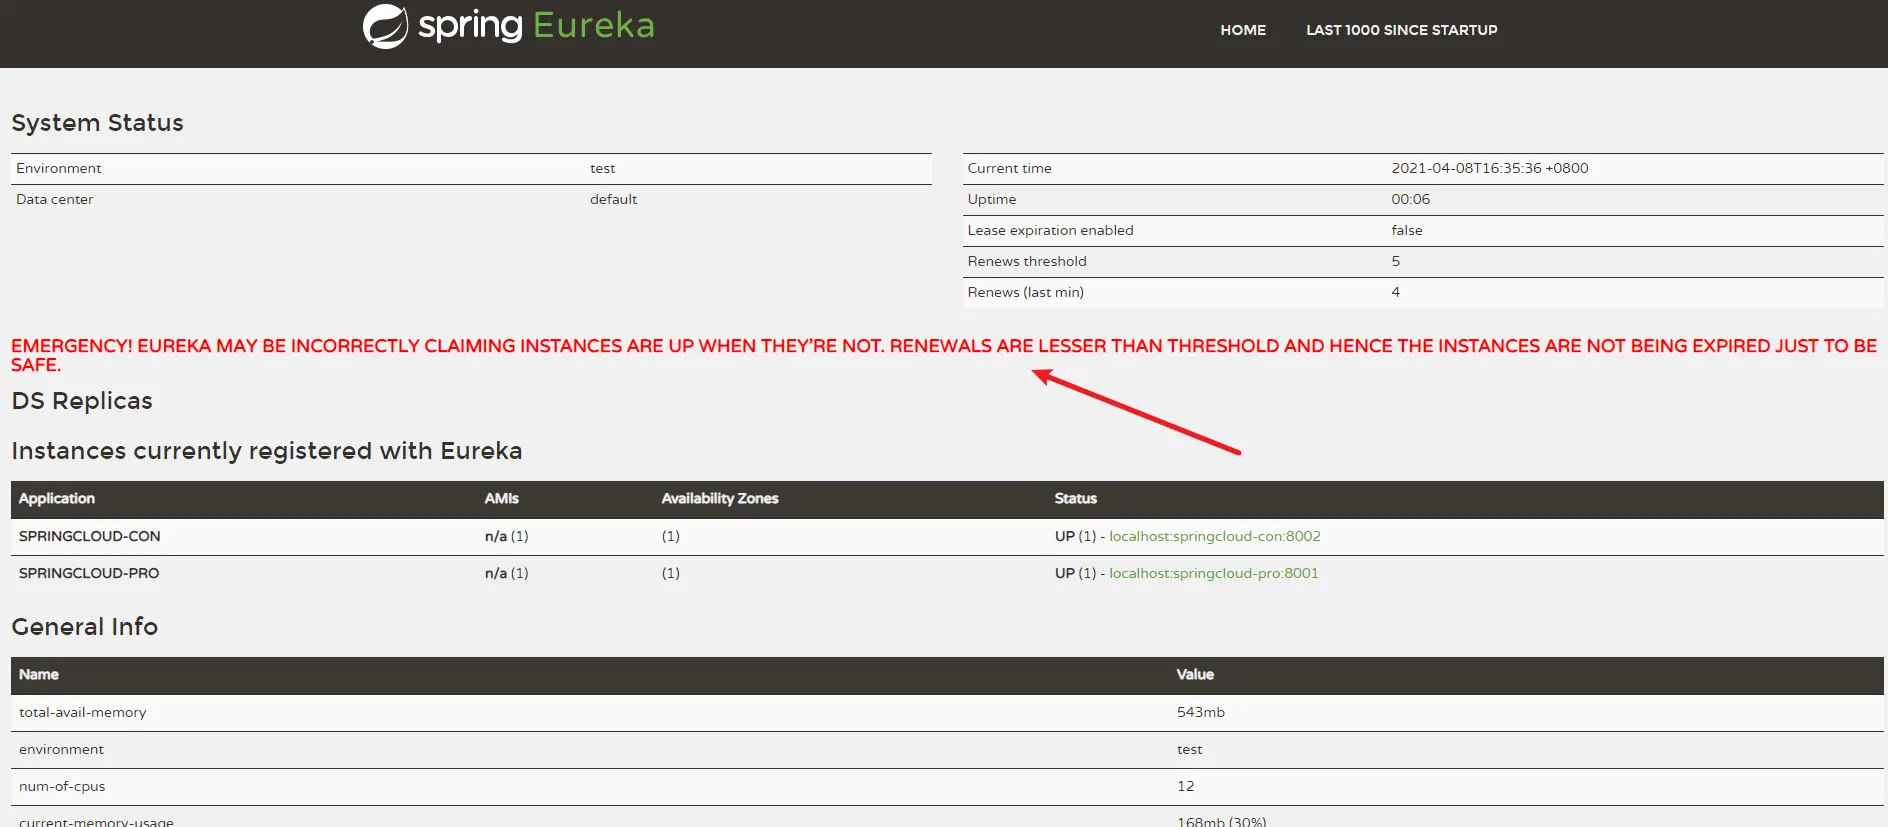 spring Eureka
HOME LAST 1000 SINCE STARTUP
System Status
Environment test
Data center default
Current time 2021-04-08T16:35:36 +0800
Uptime 00:06
Lease expiration enabled false
Renews threshold 5
Renews (last min) 4
EMERGENCY! EUREKA MAY BE INCORRECTLY CLAIMING INSTANCES ARE UP WHEN THEY'RE NOT. RENEWALS ARE LESSER THAN THRESHOLD AND HENCE THE INSTANCES ARE NOT BEING EXPIRED JUST TO BE
SAFE.
DS Replicas
Instances currently registered with Eureka
Application AMIs Availability Zones Status
SPRINGCLOUD-CON n/a (1) (1) UP (1) - localhost:springcloud-con:8002
SPRINGCLOUD-PRO n/a (1) (1) UP (1) - localhost:springcloud-pro:8001
General Info
Name Value
total-avail-memory 543mb
environment test
num-of-cpus 12
current-memory-usage 168mb (30%)